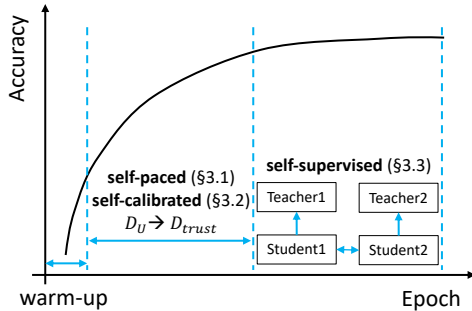 Accuracy
self-paced (§3.1)
self-calibrated (§3.2)
D_U → D_trust
self-supervised (§3.3)
Teacher1
Teacher2
Student1
Student2
warm-up
Epoch